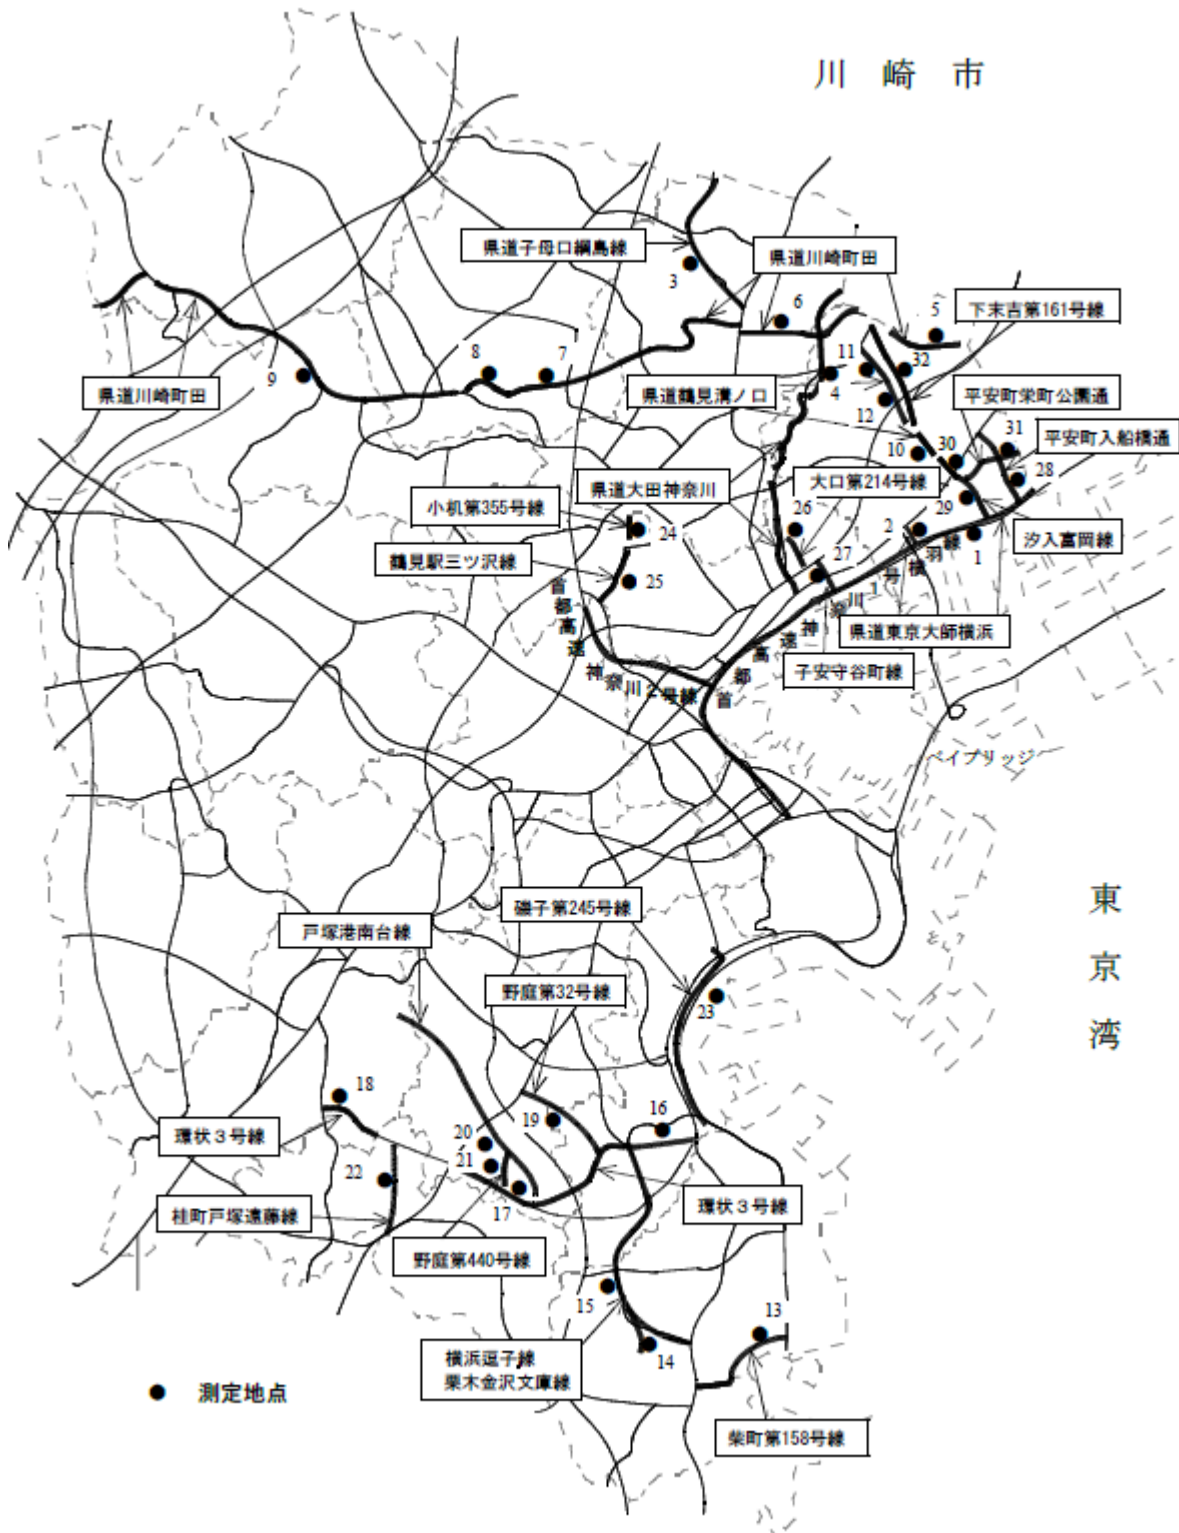 川崎市
県道子母口綱島線
県道川崎町田
3
6
5
下末吉第161号線
8
7
9
11
32
県道川崎町田
県道鶴見溝ノ口
4
12
平安町栄町公園通
31
平安町入船橋通
10
30
28
県道大田神奈川
大口第214号線
29
小机第355号線
24
26
2
1
汐入富岡線
鶴見駅三ツ沢線
25
27
首都高速神奈川1号横羽線
県道東京大師横浜
子安守谷町線
首都高速神奈川2号線
ベイブリッジ
東京湾
磯子第245号線
戸塚港南台線
野庭第32号線
23
18
19
16
環状3号線
20
21
22
17
環状3号線
桂町戸塚遠藤線
野庭第440号線
15
13
14
横浜逗子線
栗木金沢文庫線
● 測定地点
柴町第158号線